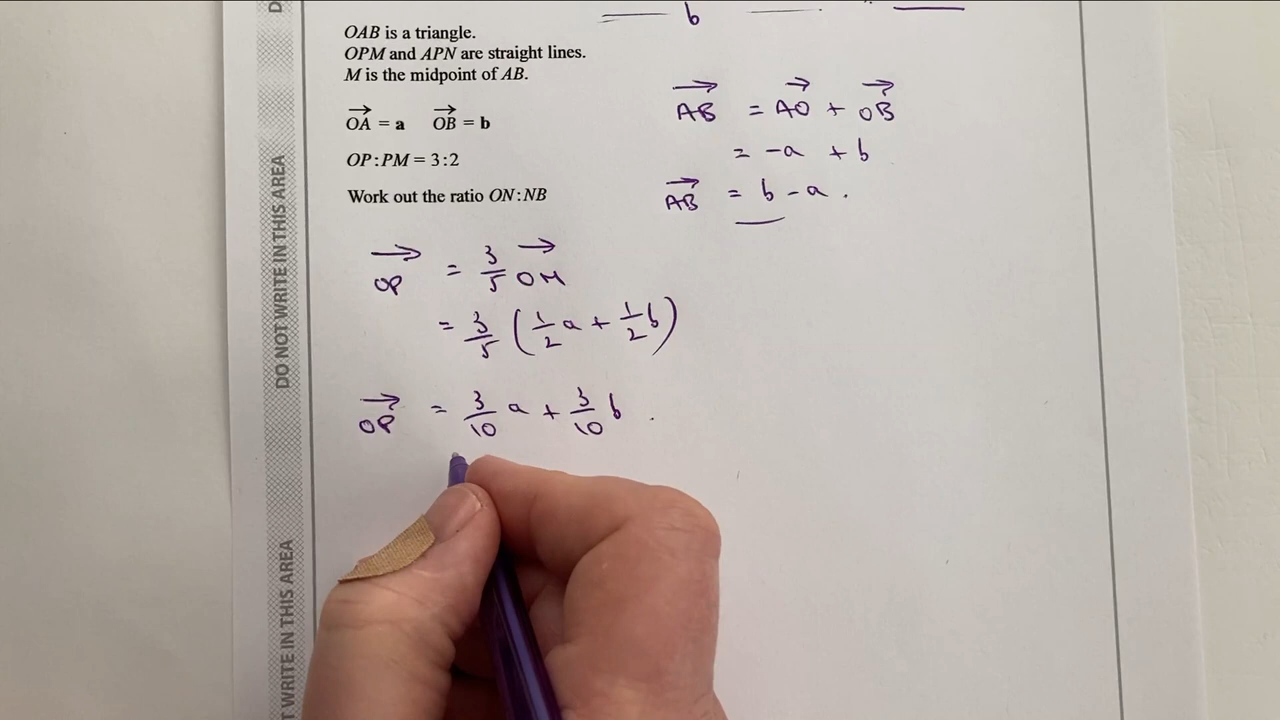 b
OAB is a triangle.
OPM and APN are straight lines.
M is the midpoint of AB.
OA = a OB = b
OP:PM = 3:2
Work out the ratio ON:NB
AB = AO + OB
= -a + b
AB = b - a .
OP = 3/5 OM
= 3/5 (1/2 a + 1/2 b)
OP = 3/10 a + 3/10 b .
D
DO NOT WRITE IN THIS AREA
T WRITE IN THIS AREA